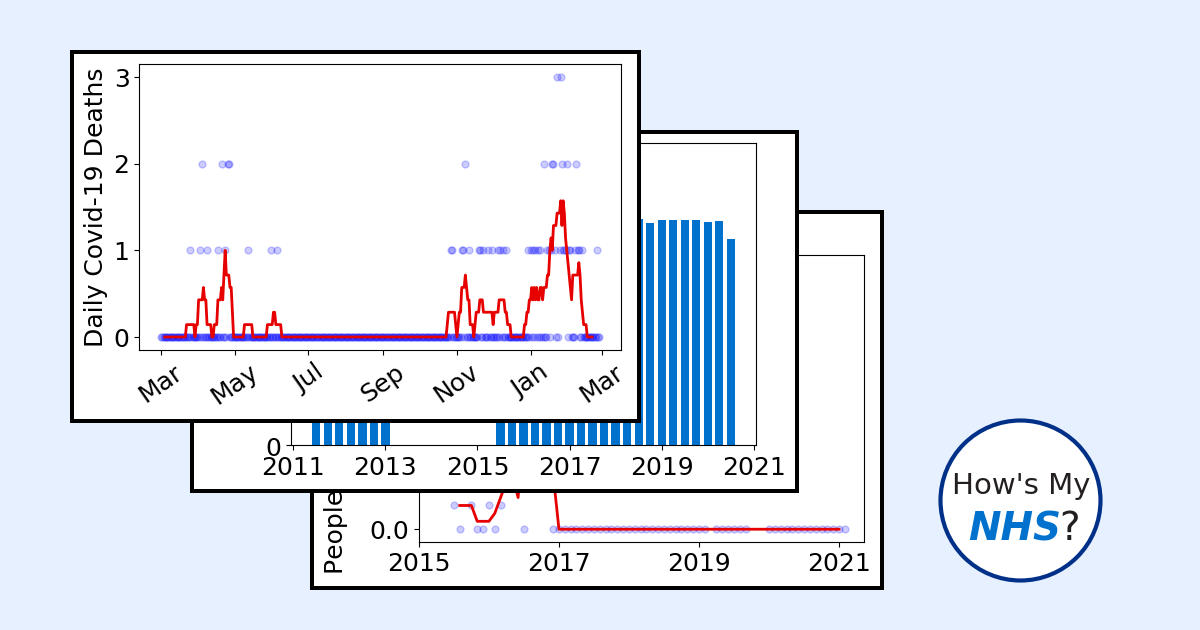 Daily Covid-19 Deaths
3
2
1
0
Mar May Jul Sep Nov Jan Mar
0
2011 2013 2015 2017 2019 2021
People
0.0
2015 2017 2019 2021
How's My
NHS?